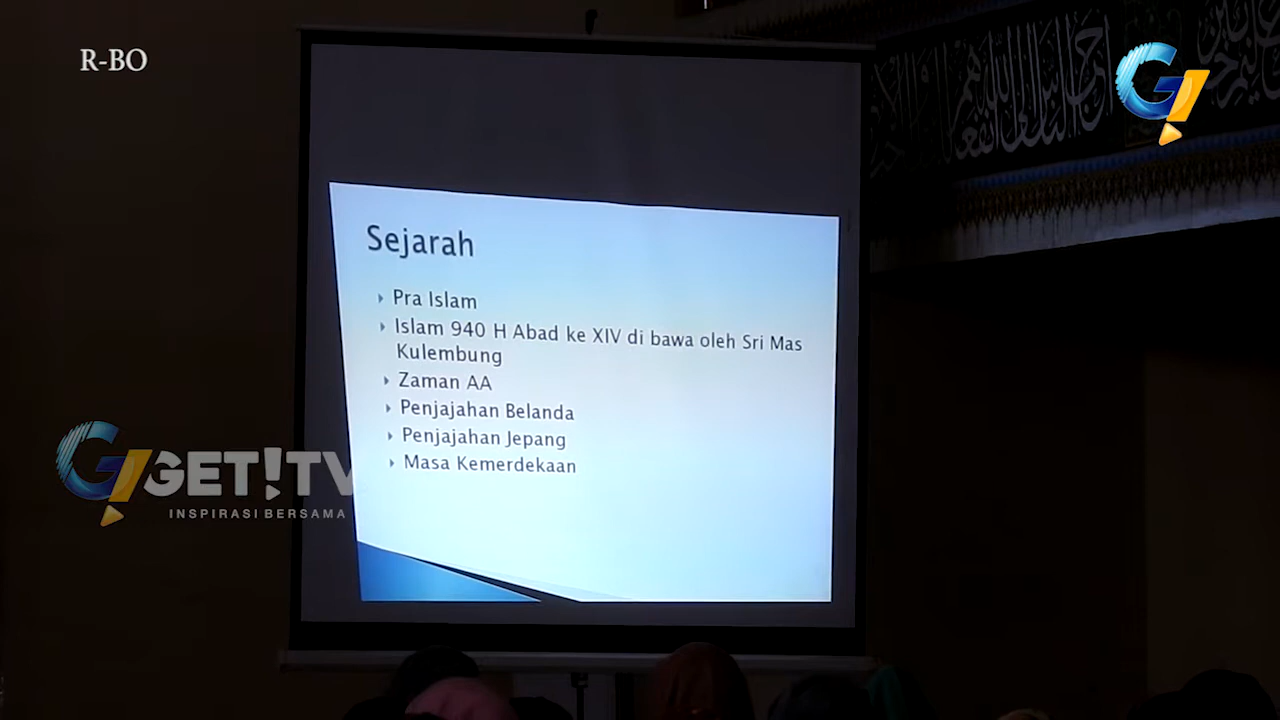 R-BO
Sejarah
Pra Islam
Islam 940 H Abad ke XIV di bawa oleh Sri Mas
Kulembung
Zaman AA
Penjajahan Belanda
Penjajahan Jepang
Masa Kemerdekaan
G!GET!TV
INSPIRASI BERSAMA
G!